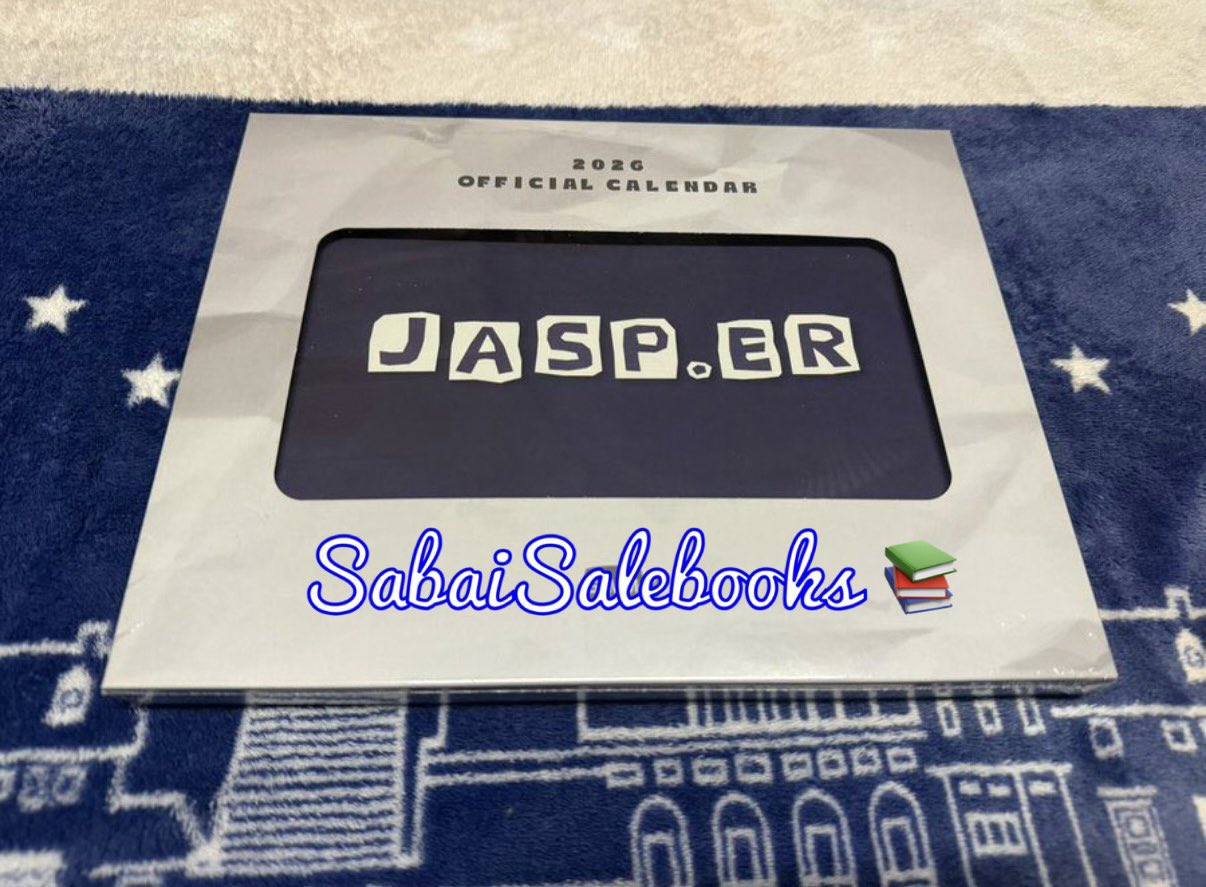 2026
OFFICIAL CALENDAR
JASP.ER
SabaiSalebooks 📚